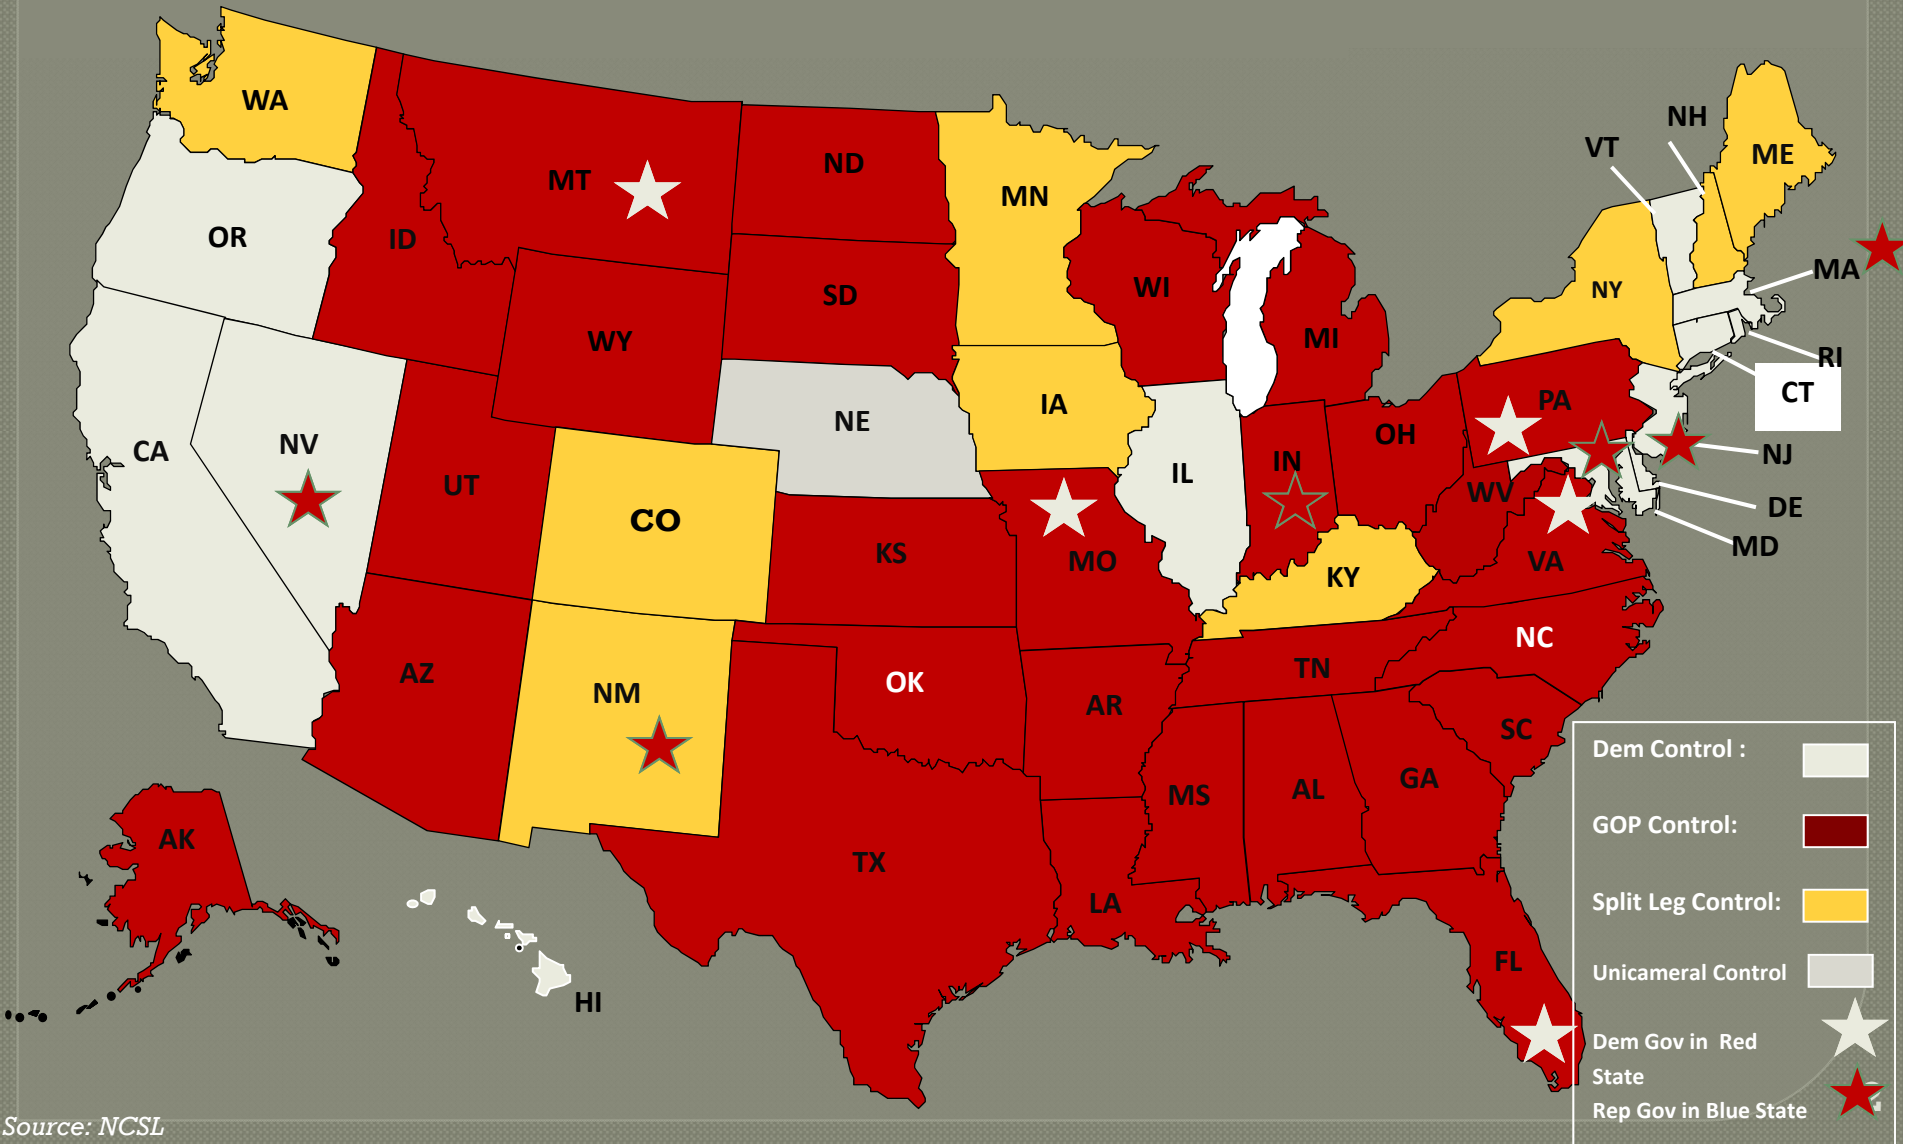 WA
OR
CA
NV
ID
MT
WY
UT
AZ
CO
NM
ND
SD
NE
KS
OK
TX
MN
IA
MO
AR
LA
WI
IL
MI
IN
OH
KY
TN
MS
AL
GA
FL
SC
NC
VA
WV
PA
NY
VT
NH
ME
MA
RI
CT
NJ
DE
MD
AK
HI
Dem Control :
GOP Control:
Split Leg Control:
Unicameral Control
Dem Gov in Red
State
Rep Gov in Blue State
Source: NCSL